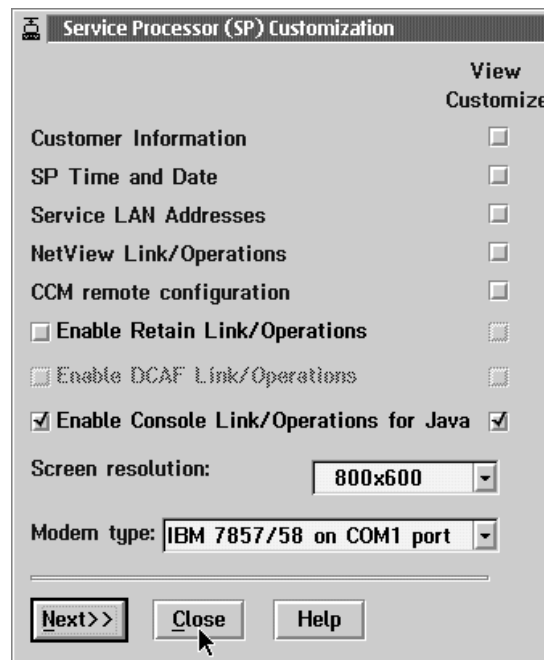 Service Processor (SP) Customization
View
Customize
Customer Information
SP Time and Date
Service LAN Addresses
NetView Link/Operations
CCM remote configuration
Enable Retain Link/Operations
Enable DCAF Link/Operations
Enable Console Link/Operations for Java
Screen resolution: 800x600
Modem type: IBM 7857/58 on COM1 port
Next>> Close Help